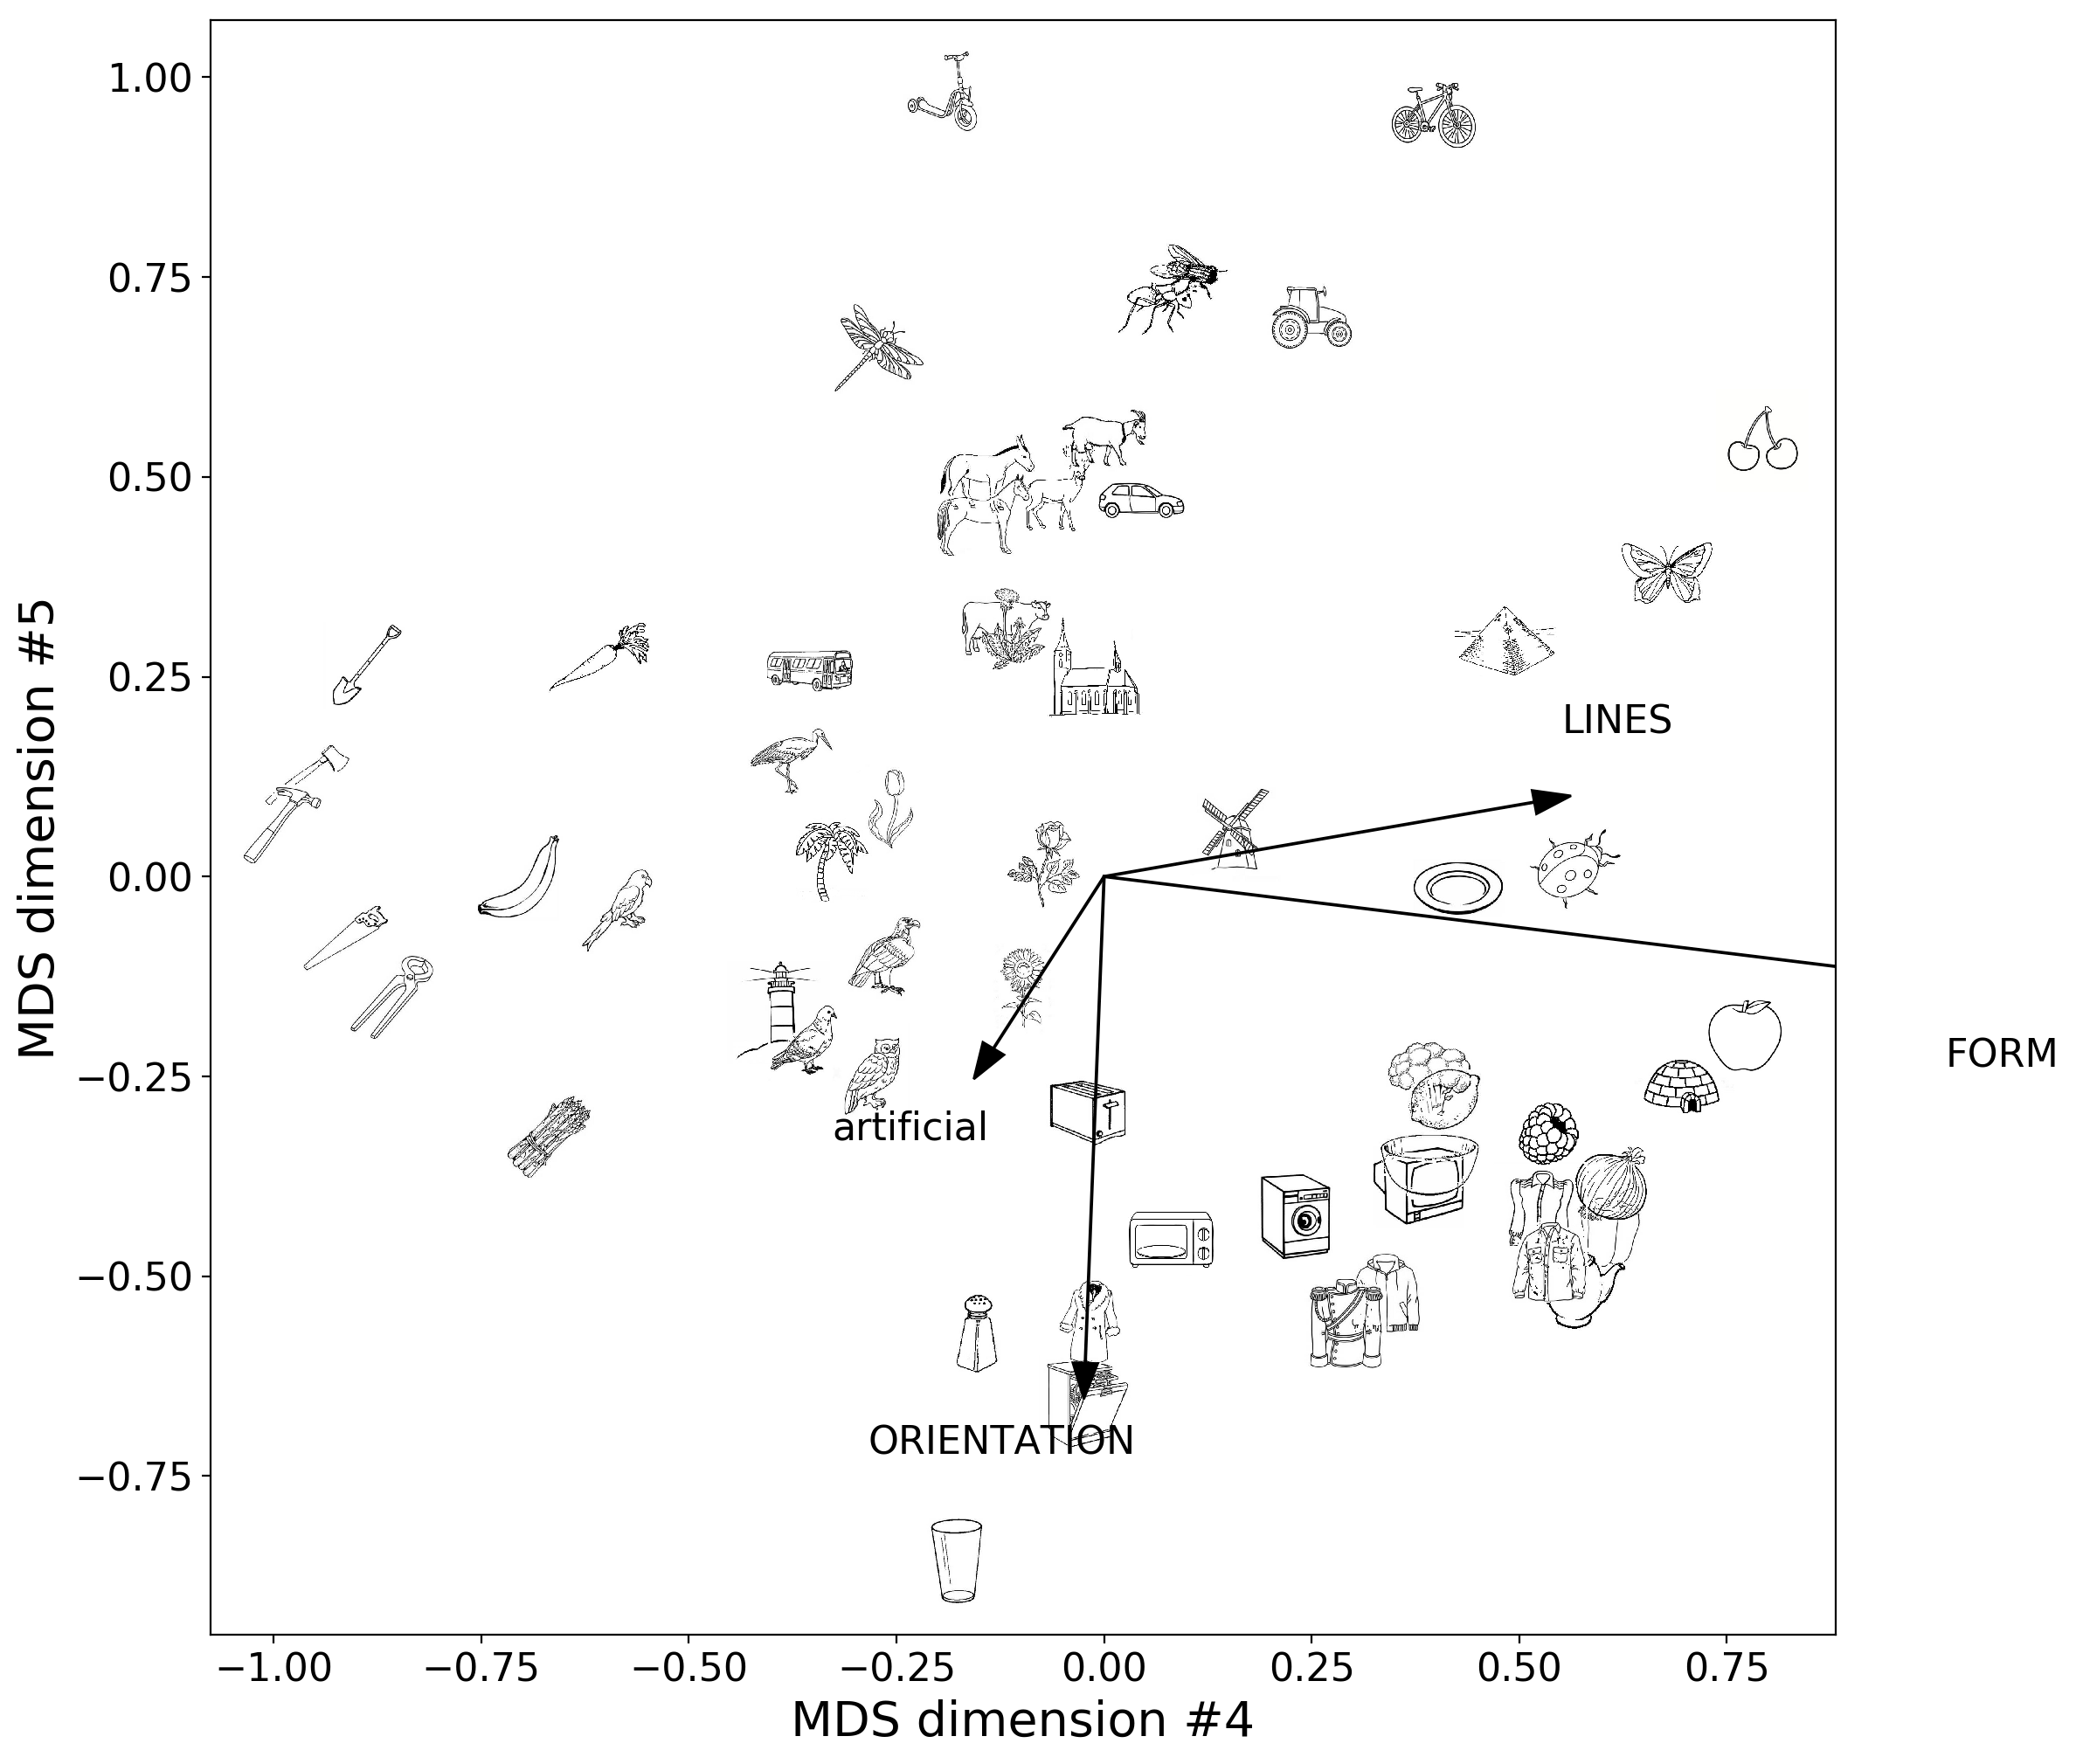 1.00
0.75
0.50
0.25
0.00
−0.25
−0.50
−0.75
MDS dimension #5
LINES
FORM
artificial
ORIENTATION
−1.00 −0.75 −0.50 −0.25 0.00 0.25 0.50 0.75
MDS dimension #4